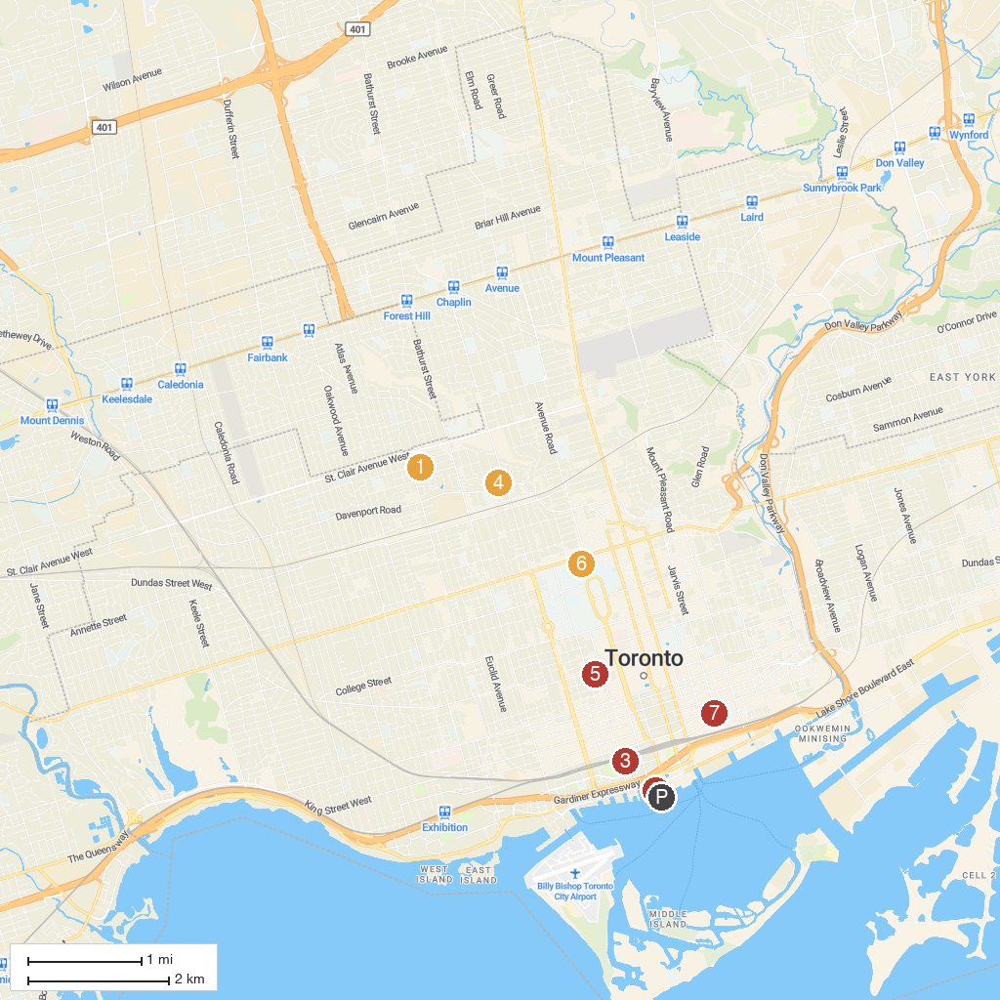 401
Wilson Avenue
Brooke Avenue
Elm Road
Greer Road
Bathurst Street
Dufferin Street
Bayview Avenue
Leslie Street
401
Wynford
Don Valley
Sunnybrook Park
Laird
Leaside
Mount Pleasant
Glencairn Avenue
Briar Hill Avenue
Avenue
Chaplin
Forest Hill
Fairbank
Caledonia
Keelesdale
Mount Dennis
ethewey Drive
Don Valley Parkway
O'Connor Drive
EAST YORK
Cosburn Avenue
Sammon Avenue
Atlas Avenue
Bathurst Street
Oakwood Avenue
Avenue Road
Weston Road
Caledonia Road
St. Clair Avenue West
1
4
Glen Road
Mount Pleasant Road
Don Valley Parkway
Davenport Road
Jones Avenue
St. Clair Avenue West
Dundas Street West
6
Jarvis Street
Broadview Avenue
Logan Avenue
Dundas S
Jane Street
Annette Street
Keele Street
Toronto
5
Euclid Avenue
College Street
7
Lake Shore Boulevard East
OOKWEMIN
MINISING
3
P
Gardiner Expressway
King Street West
Exhibition
The Queensway
WEST
ISLAND
EAST
ISLAND
Billy Bishop Toronto
City Airport
MIDDLE
ISLAND
CELL 2
1 mi
2 km